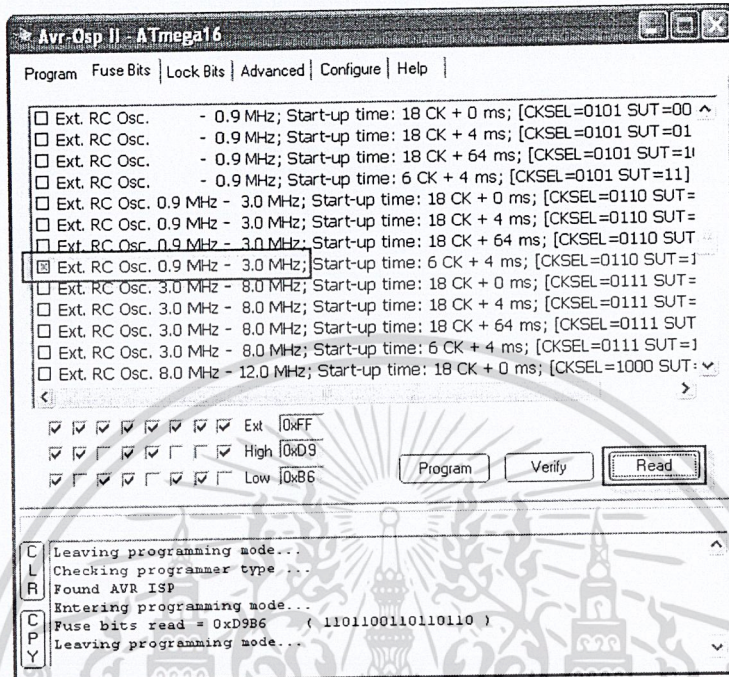 Avr-Osp II - ATmega16
Program Fuse Bits Lock Bits Advanced Configure Help
Ext. RC Osc. - 0.9 MHz; Start-up time: 18 CK + 0 ms; [CKSEL=0101 SUT=00
Ext. RC Osc. - 0.9 MHz; Start-up time: 18 CK + 4 ms; [CKSEL=0101 SUT=01
Ext. RC Osc. - 0.9 MHz; Start-up time: 18 CK + 64 ms; [CKSEL=0101 SUT=1
Ext. RC Osc. - 0.9 MHz; Start-up time: 6 CK + 4 ms; [CKSEL=0101 SUT=11]
Ext. RC Osc. 0.9 MHz - 3.0 MHz; Start-up time: 18 CK + 0 ms; [CKSEL=0110 SUT=
Ext. RC Osc. 0.9 MHz - 3.0 MHz; Start-up time: 18 CK + 4 ms; [CKSEL=0110 SUT=
Ext. RC Osc. 0.9 MHz - 3.0 MHz; Start-up time: 18 CK + 64 ms; [CKSEL=0110 SUT
Ext. RC Osc. 0.9 MHz - 3.0 MHz; Start-up time: 6 CK + 4 ms; [CKSEL=0110 SUT=1
Ext. RC Osc. 3.0 MHz - 8.0 MHz; Start-up time: 18 CK + 0 ms; [CKSEL=0111 SUT=
Ext. RC Osc. 3.0 MHz - 8.0 MHz; Start-up time: 18 CK + 4 ms; [CKSEL=0111 SUT=
Ext. RC Osc. 3.0 MHz - 8.0 MHz; Start-up time: 18 CK + 64 ms; [CKSEL=0111 SUT
Ext. RC Osc. 3.0 MHz - 8.0 MHz; Start-up time: 6 CK + 4 ms; [CKSEL=0111 SUT=1
Ext. RC Osc. 8.0 MHz - 12.0 MHz; Start-up time: 18 CK + 0 ms; [CKSEL=1000 SUT=
Ext 0xFF
High 0xD9
Low 0xB6
Program Verify Read
CLR
Leaving programming mode...
Checking programmer type ...
Found AVR ISP
Entering programming mode...
CPY
Fuse bits read = 0xD9B6 ( 1101100110110110 )
Leaving programming mode...